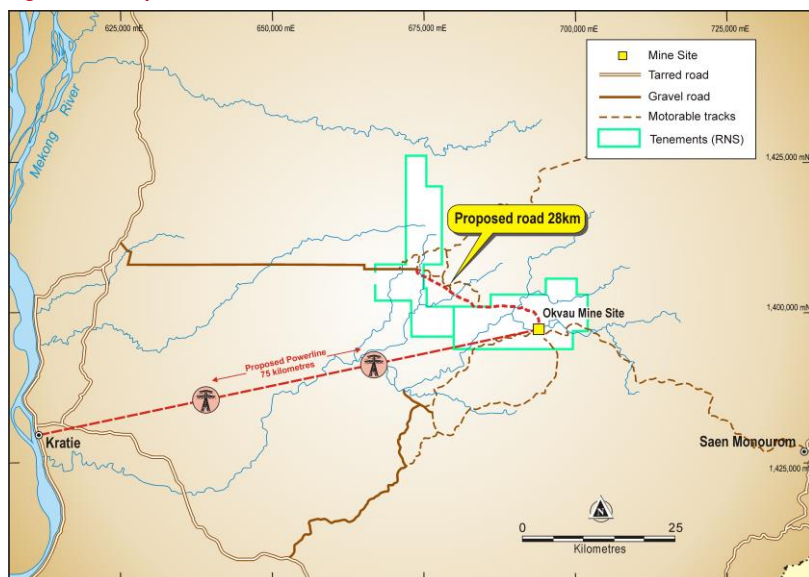 625,000 mE
650,000 mE
675,000 mE
700,000 mE
725,000 mE
Mine Site
Tarred road
Gravel road
Motorable tracks
Tenements (RNS)
Mekong River
1,425,000 mN
Proposed road 28km
1,400,000 mN
Okvau Mine Site
Proposed Powerline
75 kilometres
Kratie
Saen Monourom
1,425,000 mN
N
0
25
Kilometres